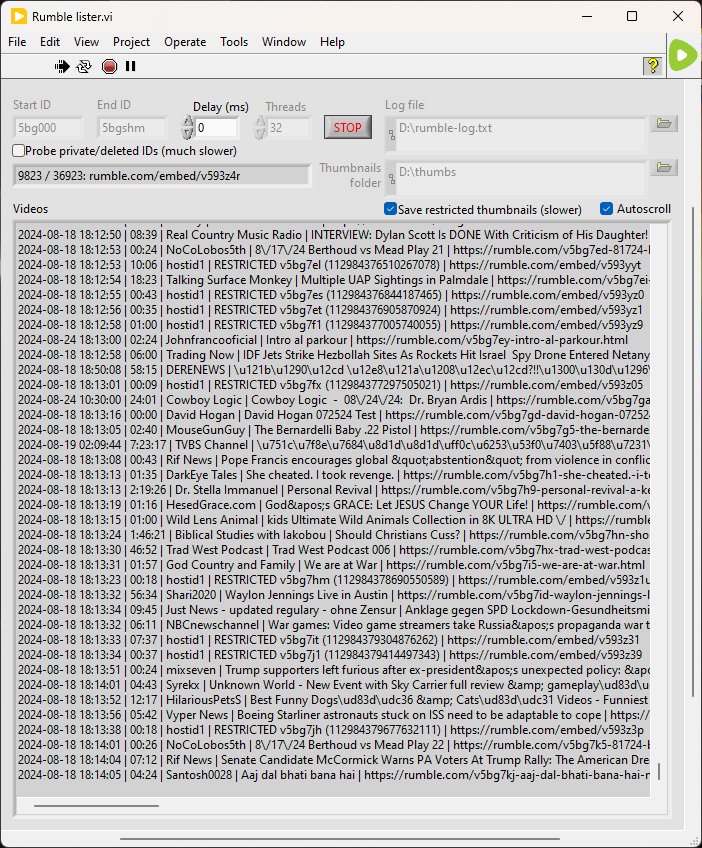 Rumble lister.vi
File Edit View Project Operate Tools Window Help
?
Start ID End ID Delay (ms) Threads Log file
5bg000 5bgshm 0 32 STOP D:\rumble-log.txt
Probe private/deleted IDs (much slower)
9823 / 36923: rumble.com/embed/v593z4r Thumbnails folder D:\thumbs
Videos Save restricted thumbnails (slower) Autoscroll
2024-08-18 18:12:50 | 08:39 | Real Country Music Radio | INTERVIEW: Dylan Scott Is DONE With Criticism of His Daughter!
2024-08-18 18:12:53 | 00:24 | NoCoLobos5th | 8\/17\/24 Berthoud vs Mead Play 21 | https://rumble.com/v5bg7ed-81724-
2024-08-18 18:12:53 | 10:06 | hostid1 | RESTRICTED v5bg7el (112984376510267078) | https://rumble.com/embed/v593yyt
2024-08-18 18:12:54 | 18:23 | Talking Surface Monkey | Multiple UAP Sightings in Palmdale | https://rumble.com/v5bg7ei-
2024-08-18 18:12:55 | 00:43 | hostid1 | RESTRICTED v5bg7es (112984376844187465) | https://rumble.com/embed/v593yz0
2024-08-18 18:12:56 | 00:35 | hostid1 | RESTRICTED v5bg7et (112984376905870924) | https://rumble.com/embed/v593yz1
2024-08-18 18:12:58 | 01:00 | hostid1 | RESTRICTED v5bg7f1 (112984377005740055) | https://rumble.com/embed/v593yz9
2024-08-24 18:13:00 | 02:24 | Johnfrancooficial | Intro al parkour | https://rumble.com/v5bg7ey-intro-al-parkour.html
2024-08-18 18:12:58 | 06:00 | Trading Now | IDF Jets Strike Hezbollah Sites As Rockets Hit Israel Spy Drone Entered Netany
2024-08-18 18:50:08 | 58:15 | DERENEWS | \u121b\u1290\u12cd \u12e8\u121a\u1208\u12ec\u12cd?!!\u1300\u130d\u1296\
2024-08-18 18:13:01 | 00:09 | hostid1 | RESTRICTED v5bg7fx (112984377297505021) | https://rumble.com/embed/v593z05
2024-08-24 10:30:00 | 24:01 | Cowboy Logic | Cowboy Logic - 08\/24\/24: Dr. Bryan Ardis | https://rumble.com/v5bg7ga-
2024-08-18 18:13:16 | 00:00 | David Hogan | David Hogan 072524 Test | https://rumble.com/v5bg7gd-david-hogan-07252
2024-08-18 18:13:05 | 02:40 | MouseGunGuy | The Bernardelli Baby .22 Pistol | https://rumble.com/v5bg7g5-the-bernardel
2024-08-19 02:09:44 | 7:23:17 | TVBS Channel | \u751c\u7f8e\u7684\u8d1d\u8d1d\uff0c\u6253\u53f0\u7403\u5f88\u7231\
2024-08-18 18:13:08 | 00:43 | Rif News | Pope Francis encourages global &quot;abstention&quot; from violence in conflic
2024-08-18 18:13:13 | 01:35 | DarkEye Tales | She cheated. I took revenge. | https://rumble.com/v5bg7h1-she-cheated.-i-to
2024-08-18 18:13:13 | 2:19:26 | Dr. Stella Immanuel | Personal Revival | https://rumble.com/v5bg7h9-personal-revival-a-ke
2024-08-18 18:13:19 | 01:16 | HesedGrace.com | God&apos;s GRACE: Let JESUS Change YOUR Life! | https://rumble.com/v
2024-08-18 18:13:15 | 01:00 | Wild Lens Animal | kids Ultimate Wild Animals Collection in 8K ULTRA HD \/ | https://rumble
2024-08-18 18:13:24 | 1:46:21 | Biblical Studies with Iakobou | Should Christians Cuss? | https://rumble.com/v5bg7hn-sho
2024-08-18 18:13:30 | 46:52 | Trad West Podcast | Trad West Podcast 006 | https://rumble.com/v5bg7hx-trad-west-podcas
2024-08-18 18:13:31 | 01:57 | God Country and Family | We are at War | https://rumble.com/v5bg7i5-we-are-at-war.html
2024-08-18 18:13:23 | 00:18 | hostid1 | RESTRICTED v5bg7hm (112984378690550589) | https://rumble.com/embed/v593z1u
2024-08-18 18:13:32 | 56:34 | Shari2020 | Waylon Jennings Live in Austin | https://rumble.com/v5bg7id-waylon-jennings-l
2024-08-18 18:13:34 | 09:45 | Just News - updated regulary - ohne Zensur | Anklage gegen SPD Lockdown-Gesundheitsmi
2024-08-18 18:13:32 | 06:11 | NBCnewchannel | War games: Video game streamers take Russia&apos;s propaganda war t
2024-08-18 18:13:33 | 07:37 | hostid1 | RESTRICTED v5bg7it (112984379304876262) | https://rumble.com/embed/v593z31
2024-08-18 18:13:34 | 00:37 | hostid1 | RESTRICTED v5bg7j1 (112984379414497343) | https://rumble.com/embed/v593z39
2024-08-18 18:13:51 | 00:24 | mixseven | Trump supporters left furious after ex-president&apos;s unexpected policy: &apo
2024-08-18 18:14:01 | 04:43 | Syrekx | Unknown World - New Event with Sky Carrier full review &amp; gameplay\ud83d\u
2024-08-18 18:13:52 | 12:17 | HilariousPetsS | Best Funny Dogs\ud83d\udc36 &amp; Cats\ud83d\udc31 Videos - Funniest
2024-08-18 18:13:56 | 05:42 | Vyper News | Boeing Starliner astronauts stuck on ISS need to be adaptable to cope | https://
2024-08-18 18:13:38 | 00:18 | hostid1 | RESTRICTED v5bg7jh (112984379677632111) | https://rumble.com/embed/v593z3p
2024-08-18 18:14:01 | 00:26 | NoCoLobos5th | 8\/17\/24 Berthoud vs Mead Play 22 | https://rumble.com/v5bg7k5-81724-
2024-08-18 18:14:04 | 07:12 | Rif News | Senate Candidate McCormick Warns PA Voters At Trump Rally: The American Dre
2024-08-18 18:14:05 | 04:24 | Santosh0028 | Aaj dal bhati bana hai | https://rumble.com/v5bg7kj-aaj-dal-bhati-bana-hai-